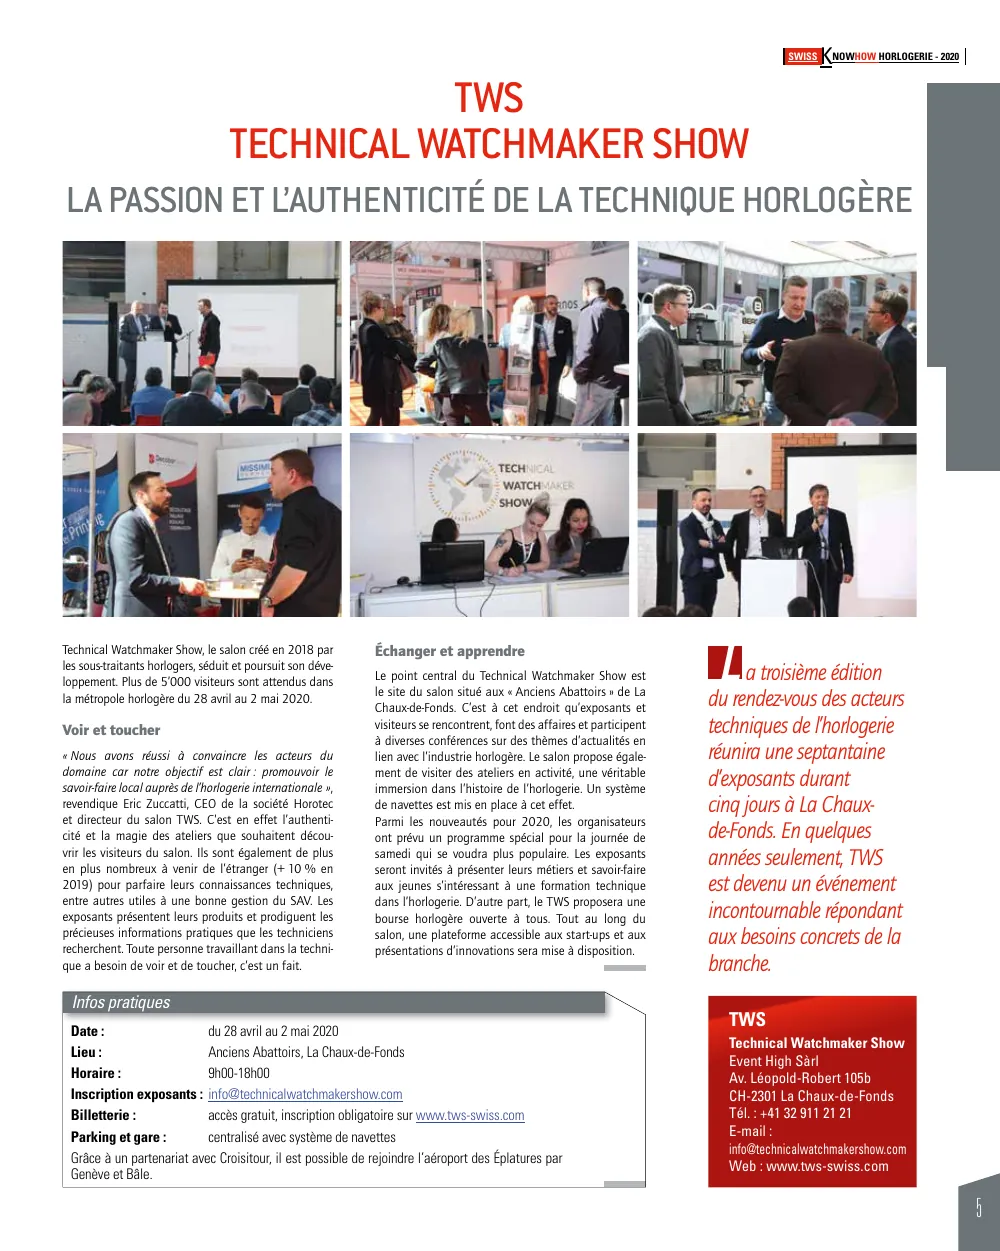 SWISS KNOWHOW HORLOGERIE - 2020
TWS
TECHNICAL WATCHMAKER SHOW
LA PASSION ET L’AUTHENTICITÉ DE LA TECHNIQUE HORLOGÈRE
BERG
Decobar
MISSIMI
TECHNICAL
WATCHMAKER
SHOW
Technical Watchmaker Show, le salon créé en 2018 par
les sous-traitants horlogers, séduit et poursuit son déve-
loppement. Plus de 5’000 visiteurs sont attendus dans
la métropole horlogère du 28 avril au 2 mai 2020.
Voir et toucher
« Nous avons réussi à convaincre les acteurs du
domaine car notre objectif est clair : promouvoir le
savoir-faire local auprès de l’horlogerie internationale »,
revendique Eric Zuccatti, CEO de la société Horotec
et directeur du salon TWS. C’est en effet l’authenti-
cité et la magie des ateliers que souhaitent décou-
vrir les visiteurs du salon. Ils sont également de plus
en plus nombreux à venir de l’étranger (+ 10 % en
2019) pour parfaire leurs connaissances techniques,
entre autres utiles à une bonne gestion du SAV. Les
exposants présentent leurs produits et prodiguent les
précieuses informations pratiques que les techniciens
recherchent. Toute personne travaillant dans la techni-
que a besoin de voir et de toucher, c’est un fait.
Échanger et apprendre
Le point central du Technical Watchmaker Show est
le site du salon situé aux « Anciens Abattoirs » de La
Chaux-de-Fonds. C’est à cet endroit qu’exposants et
visiteurs se rencontrent, font des affaires et participent
à diverses conférences sur des thèmes d’actualités en
lien avec l’industrie horlogère. Le salon propose égale-
ment de visiter des ateliers en activité, une véritable
immersion dans l’histoire de l’horlogerie. Un système
de navettes est mis en place à cet effet.
Parmi les nouveautés pour 2020, les organisateurs
ont prévu un programme spécial pour la journée de
samedi qui se voudra plus populaire. Les exposants
seront invités à présenter leurs métiers et savoir-faire
aux jeunes s’intéressant à une formation technique
dans l’horlogerie. D’autre part, le TWS proposera une
bourse horlogère ouverte à tous. Tout au long du
salon, une plateforme accessible aux start-ups et aux
présentations d’innovations sera mise à disposition.
La troisième édition
du rendez-vous des acteurs
techniques de l’horlogerie
réunira une septantaine
d’exposants durant
cinq jours à La Chaux-
de-Fonds. En quelques
années seulement, TWS
est devenu un événement
incontournable répondant
aux besoins concrets de la
branche.
Infos pratiques
Date : du 28 avril au 2 mai 2020
Lieu : Anciens Abattoirs, La Chaux-de-Fonds
Horaire : 9h00-18h00
Inscription exposants : info@technicalwatchmakershow.com
Billetterie : accès gratuit, inscription obligatoire sur www.tws-swiss.com
Parking et gare : centralisé avec système de navettes
Grâce à un partenariat avec Croisitour, il est possible de rejoindre l’aéroport des Éplatures par
Genève et Bâle.
TWS
Technical Watchmaker Show
Event High Sàrl
Av. Léopold-Robert 105b
CH-2301 La Chaux-de-Fonds
Tél. : +41 32 911 21 21
E-mail :
info@technicalwatchmakershow.com
Web : www.tws-swiss.com
5